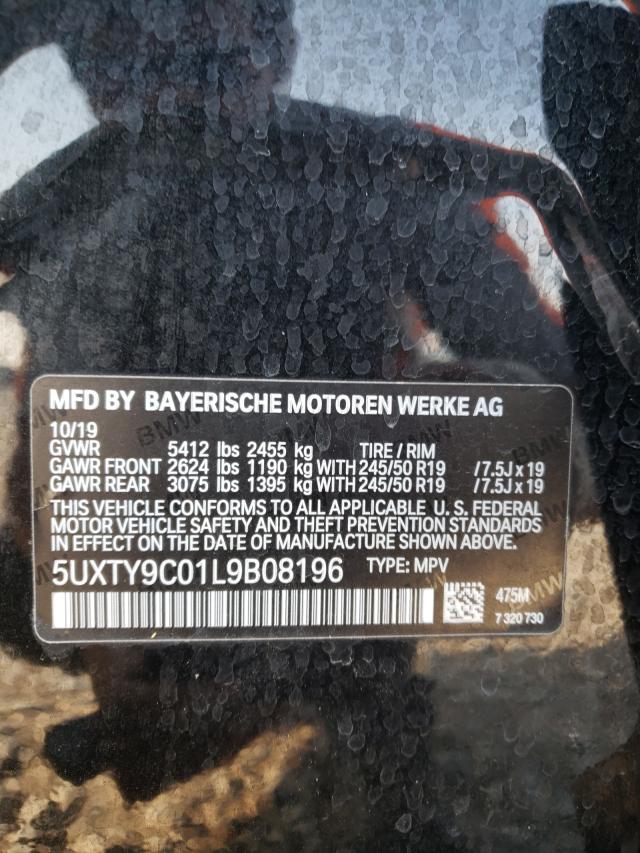 MFD BY BAYERISCHE MOTOREN WERKE AG
10/19
GVWR 5412 lbs 2455 kg TIRE / RIM
GAWR FRONT 2624 lbs 1190 kg WITH 245/50 R19 / 7.5J x 19
GAWR REAR 3075 lbs 1395 kg WITH 245/50 R19 / 7.5J x 19
THIS VEHICLE CONFORMS TO ALL APPLICABLE U. S. FEDERAL
MOTOR VEHICLE SAFETY AND THEFT PREVENTION STANDARDS
IN EFFECT ON THE DATE OF MANUFACTURE SHOWN ABOVE.
5UXTY9C01L9B08196 TYPE: MPV
475M
7 320 730